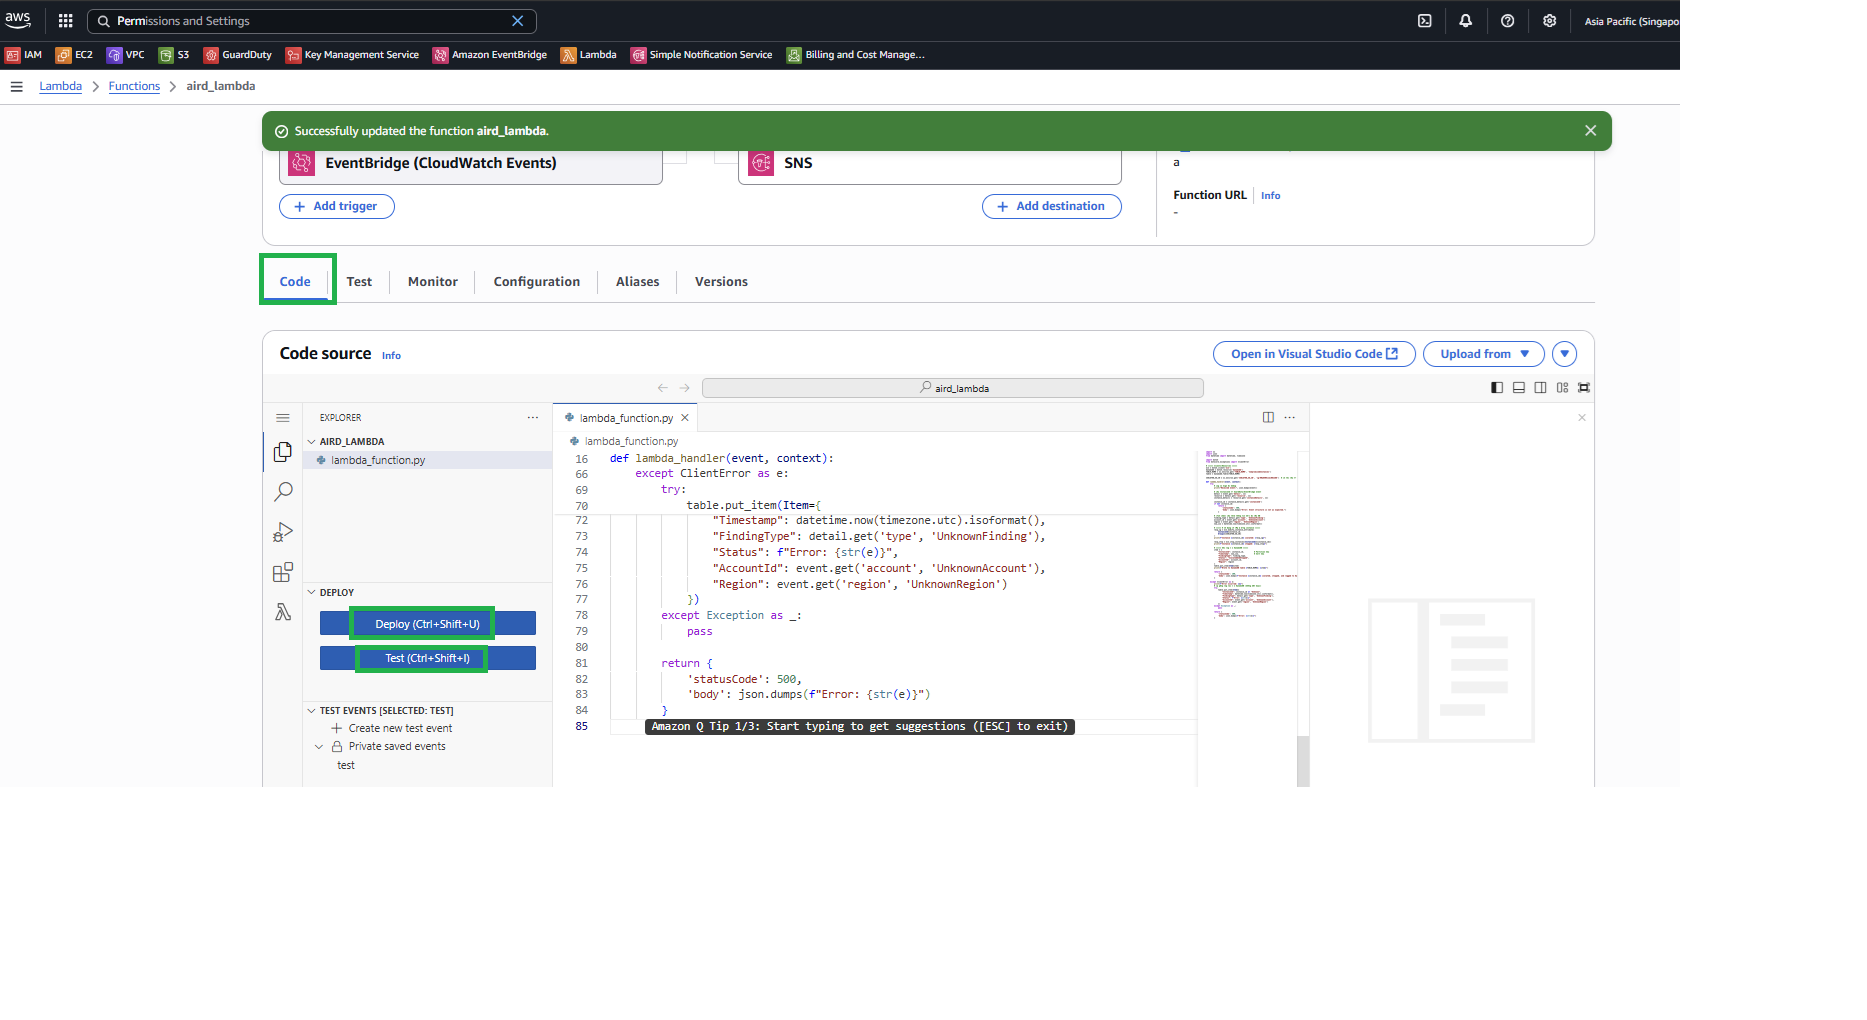 aws
Permissions and Settings
Asia Pacific (Singapo
IAM EC2 VPC S3 GuardDuty Key Management Service Amazon EventBridge Lambda Simple Notification Service Billing and Cost Manage...
Lambda > Functions > aird_lambda
Successfully updated the function aird_lambda.
EventBridge (CloudWatch Events)
SNS
a
Function URL Info
-
+ Add trigger
+ Add destination
Code Test Monitor Configuration Aliases Versions
Code source Info
Open in Visual Studio Code
Upload from
aird_lambda
EXPLORER
AIRD_LAMBDA
lambda_function.py
DEPLOY
Deploy (Ctrl+Shift+U)
Test (Ctrl+Shift+I)
TEST EVENTS [SELECTED: TEST]
Create new test event
Private saved events
test
lambda_function.py
lambda_function.py
16 def lambda_handler(event, context):
66 except ClientError as e:
69 try:
70 table.put_item(Item={
72 "Timestamp": datetime.now(timezone.utc).isoformat(),
73 "FindingType": detail.get('type', 'UnknownFinding'),
74 "Status": f"Error: {str(e)}",
75 "AccountId": event.get('account', 'UnknownAccount'),
76 "Region": event.get('region', 'UnknownRegion')
77 })
78 except Exception as _:
79 pass
80
81 return {
82 'statusCode': 500,
83 'body': json.dumps(f"Error: {str(e)}")
84 }
85 Amazon Q Tip 1/3: Start typing to get suggestions ([ESC] to exit)